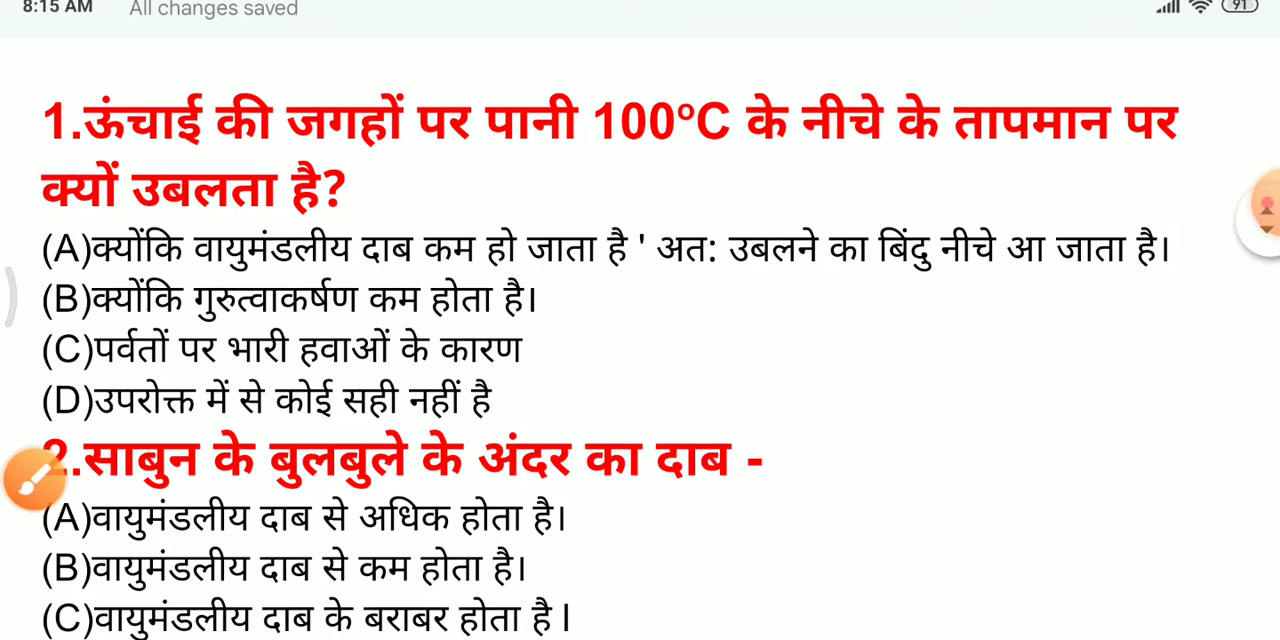 8:15 AM All changes saved 91
1.ऊंचाई की जगहों पर पानी 100°C के नीचे के तापमान पर
क्यों उबलता है?
(A)क्योंकि वायुमंडलीय दाब कम हो जाता है ' अत: उबलने का बिंदु नीचे आ जाता है।
(B)क्योंकि गुरुत्वाकर्षण कम होता है।
(C)पर्वतों पर भारी हवाओं के कारण
(D)उपरोक्त में से कोई सही नहीं है
2.साबुन के बुलबुले के अंदर का दाब -
(A)वायुमंडलीय दाब से अधिक होता है।
(B)वायुमंडलीय दाब से कम होता है।
(C)वायुमंडलीय दाब के बराबर होता है l